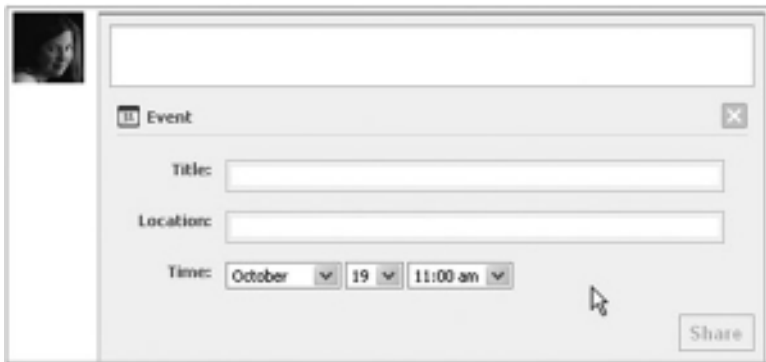 Event
Title:
Location:
Time: October 19 11:00 am
Share